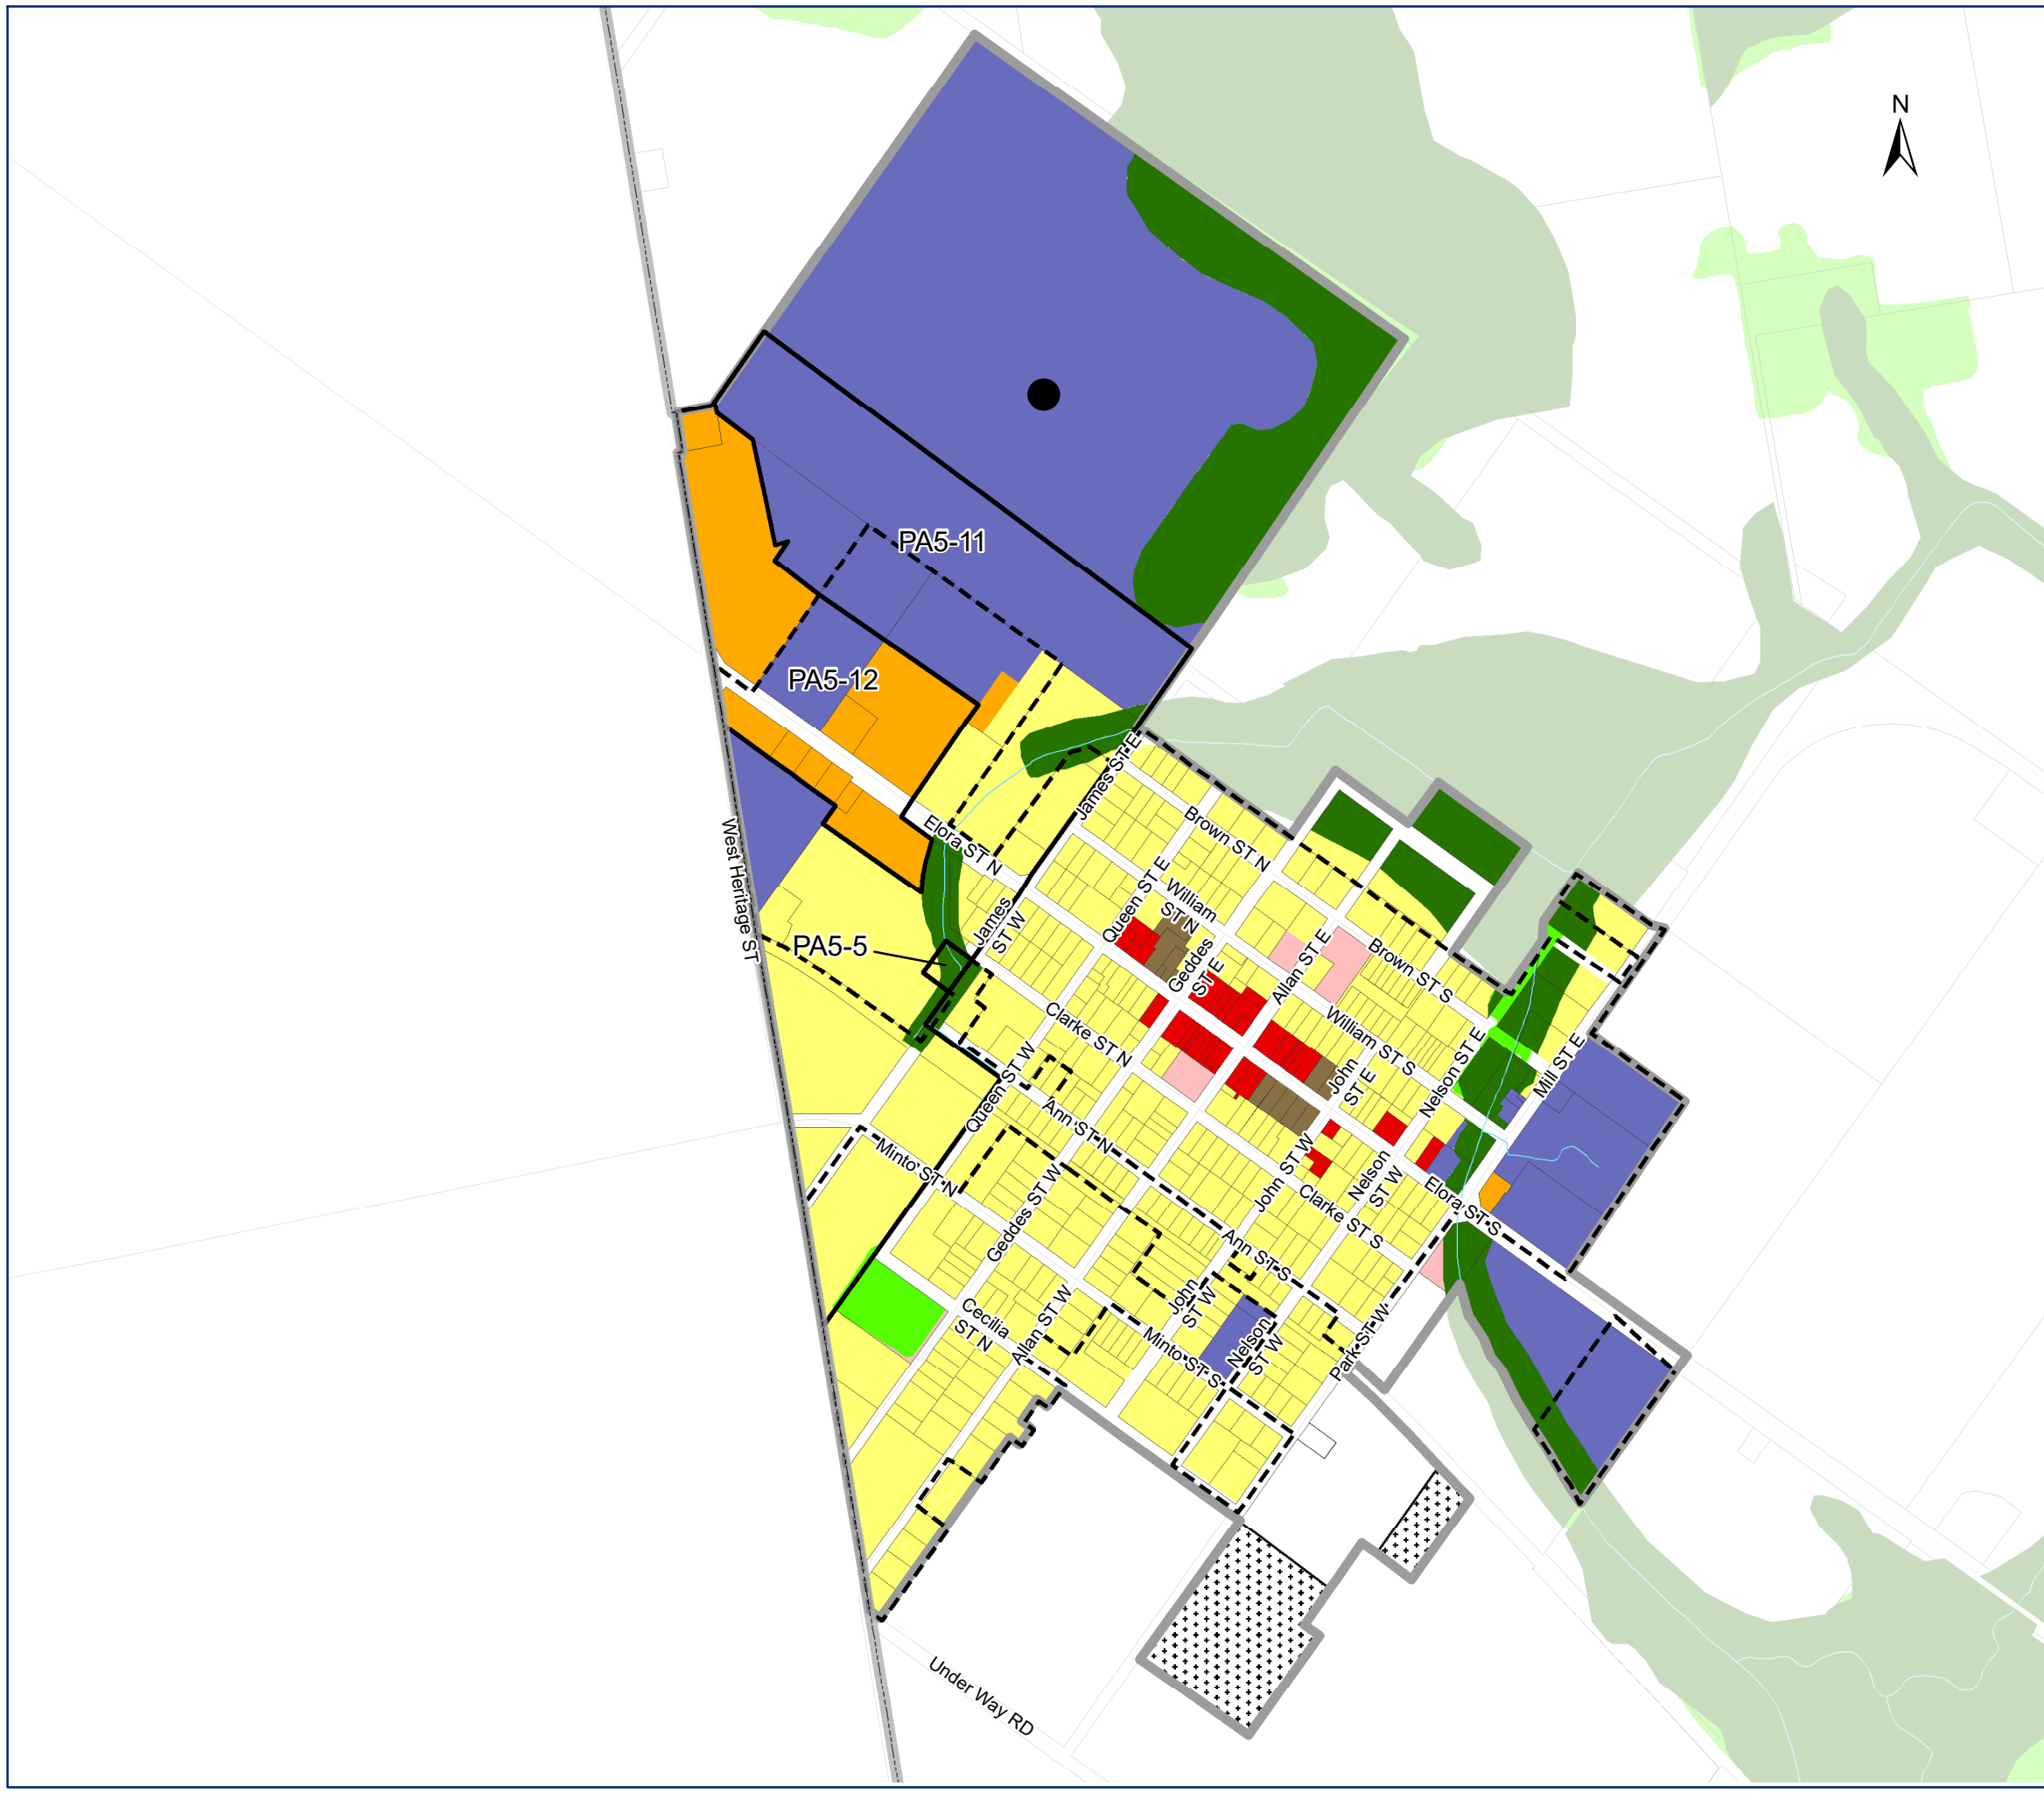 N
PA5-11
PA5-12
James ST E
Elora ST N
Brown ST N
West Heritage ST
Queen ST E
William
ST N
James
ST W
PA5-5
Geddes
ST E
Allan ST E
Brown ST S
Clarke ST N
William ST S
Nelson ST E
Mill ST E
John
ST E
Queen ST W
Ann ST N
Minto ST N
John ST W
Nelson
ST W
Elora ST S
Clarke ST S
Geddes ST W
Ann ST S
John
ST W
Cecilia
ST N
Allan ST W
Minto ST S
Nelson
ST W
Park ST W
Under Way RD